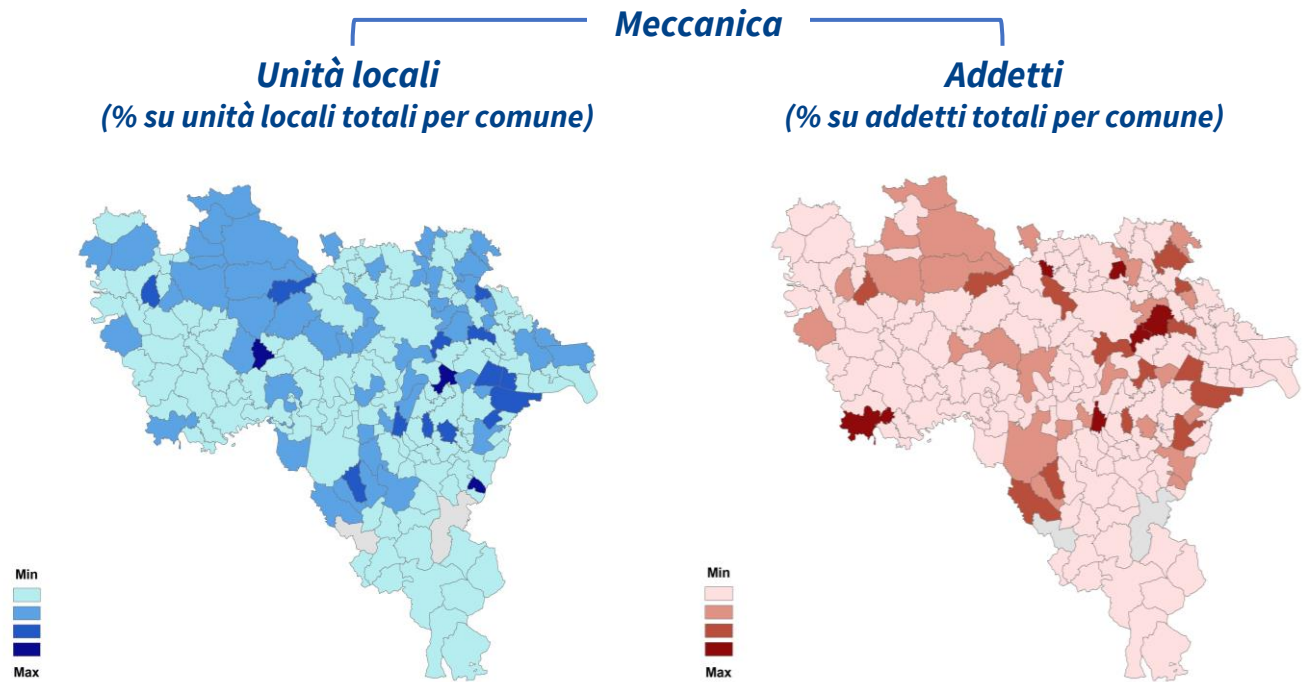 Meccanica
Unità locali
(% su unità locali totali per comune)
Addetti
(% su addetti totali per comune)
Min
Max
Min
Max